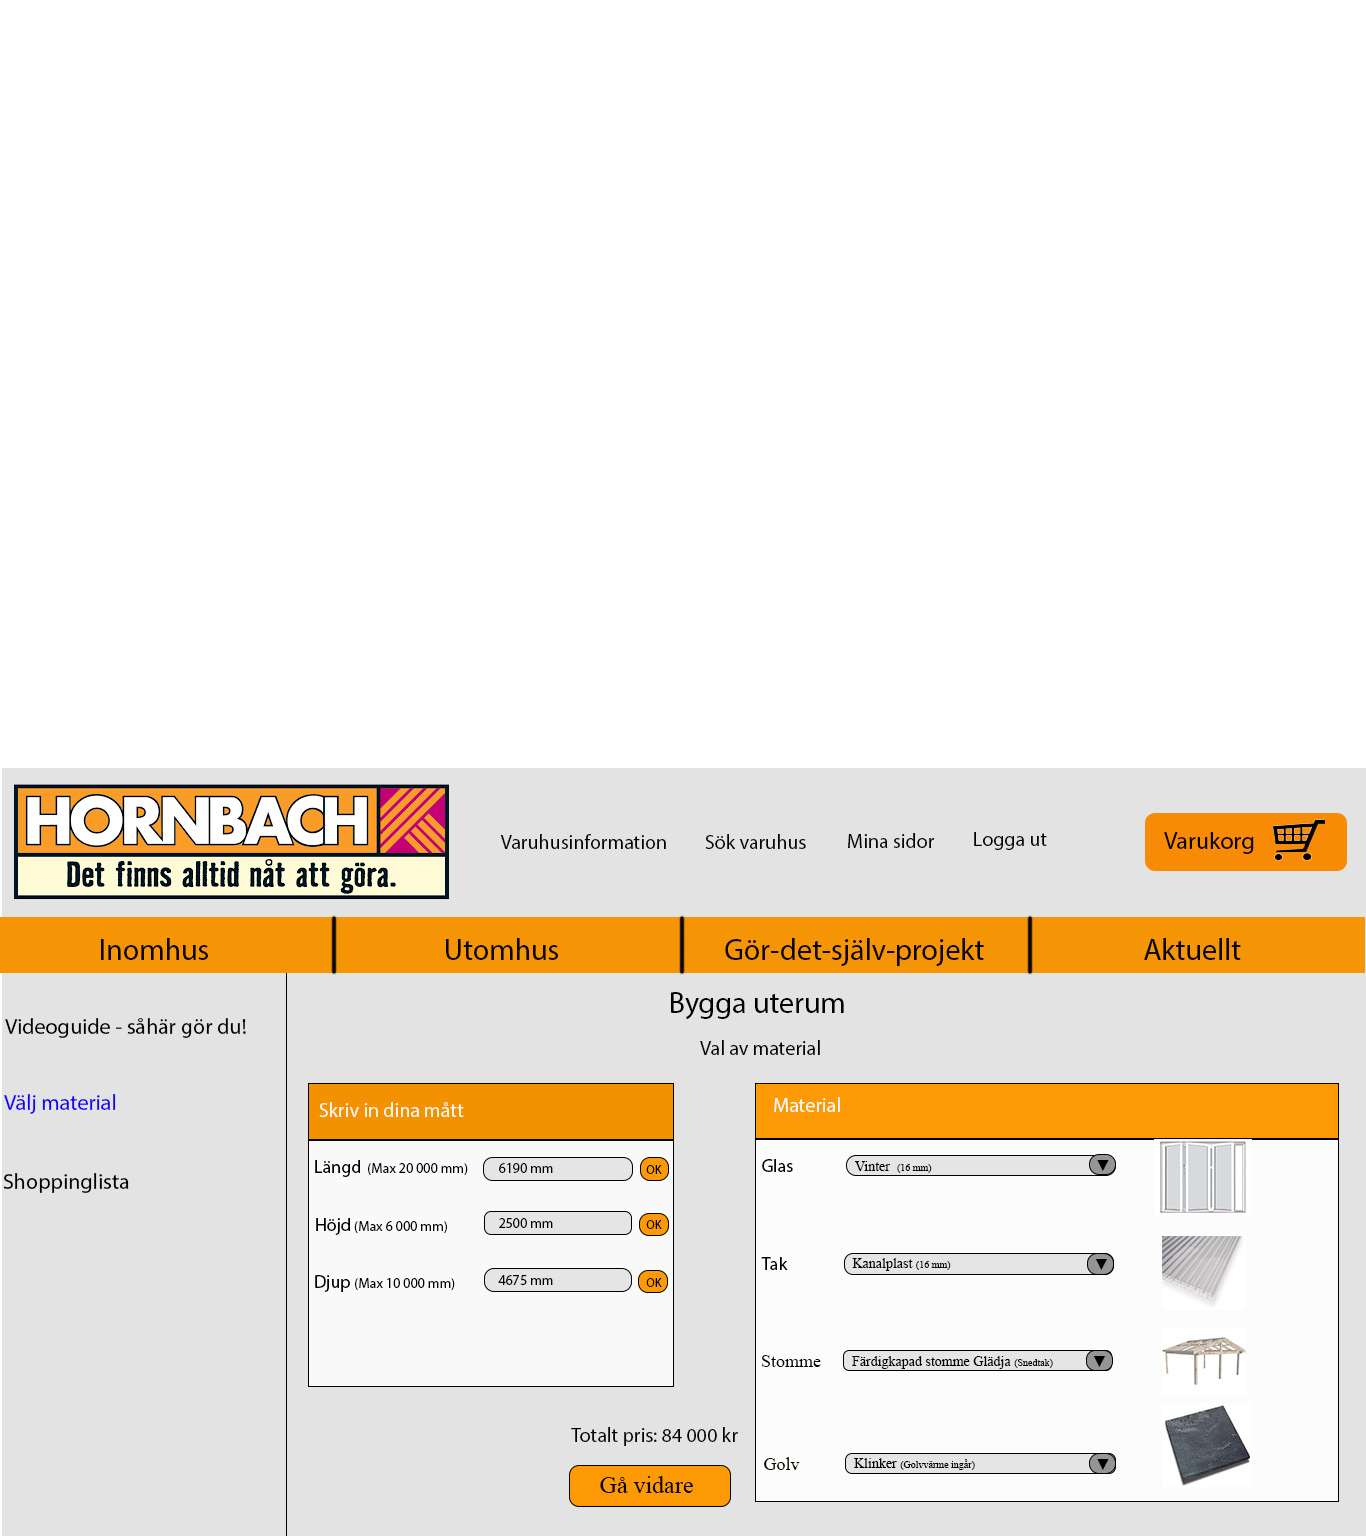 HORNBACH
Det finns alltid nåt att göra.
Varuhusinformation
Sök varuhus
Mina sidor
Logga ut
Varukorg
Inomhus
Utomhus
Gör-det-själv-projekt
Aktuellt
Videoguide - såhär gör du!
Välj material
Shoppinglista
Bygga uterum
Val av material
Skriv in dina mått
Längd (Max 20 000 mm) 6190 mm OK
Höjd (Max 6 000 mm) 2500 mm OK
Djup (Max 10 000 mm) 4675 mm OK
Totalt pris: 84 000 kr
Gå vidare
Material
Glas Vinter (16 mm)
Tak Kanalplast (16 mm)
Stomme Färdigkapad stomme Glädja (Snedtak)
Golv Klinker (Golvvärme ingår)